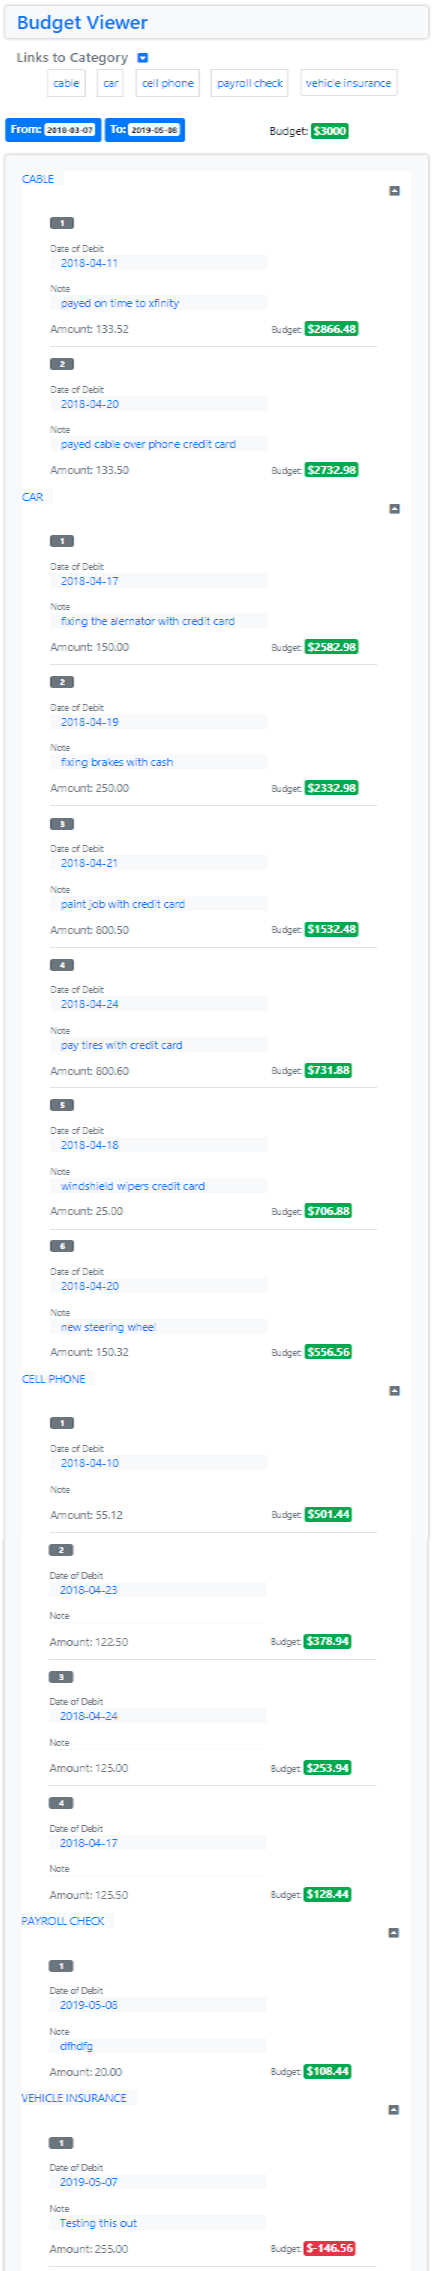 Budget Viewer
Links to Category
cable car cell phone payroll check vehicle insurance
From: 2018-03-07 To: 2019-05-08 Budget: $3000
CABLE
1
Date of Debit
2018-04-11
Note
payed on time to xfinity
Amount: 133.52 Budget: $2866.48
2
Date of Debit
2018-04-20
Note
payed cable over phone credit card
Amount: 133.50 Budget: $2732.98
CAR
1
Date of Debit
2018-04-17
Note
fixing the alernator with credit card
Amount: 150.00 Budget: $2582.98
2
Date of Debit
2018-04-19
Note
fixing brakes with cash
Amount: 250.00 Budget: $2332.98
3
Date of Debit
2018-04-21
Note
paint job with credit card
Amount: 800.50 Budget: $1532.48
4
Date of Debit
2018-04-24
Note
pay tires with credit card
Amount: 800.60 Budget: $731.88
5
Date of Debit
2018-04-18
Note
windshield wipers credit card
Amount: 25.00 Budget: $706.88
6
Date of Debit
2018-04-20
Note
new steering wheel
Amount: 150.32 Budget: $556.56
CELL PHONE
1
Date of Debit
2018-04-10
Note
Amount: 55.12 Budget: $501.44
2
Date of Debit
2018-04-23
Note
Amount: 122.50 Budget: $378.94
3
Date of Debit
2018-04-24
Note
Amount: 125.00 Budget: $253.94
4
Date of Debit
2018-04-17
Note
Amount: 125.50 Budget: $128.44
PAYROLL CHECK
1
Date of Debit
2019-05-08
Note
dfhdfg
Amount: 20.00 Budget: $108.44
VEHICLE INSURANCE
1
Date of Debit
2019-05-07
Note
Testing this out
Amount: 255.00 Budget: $-146.56